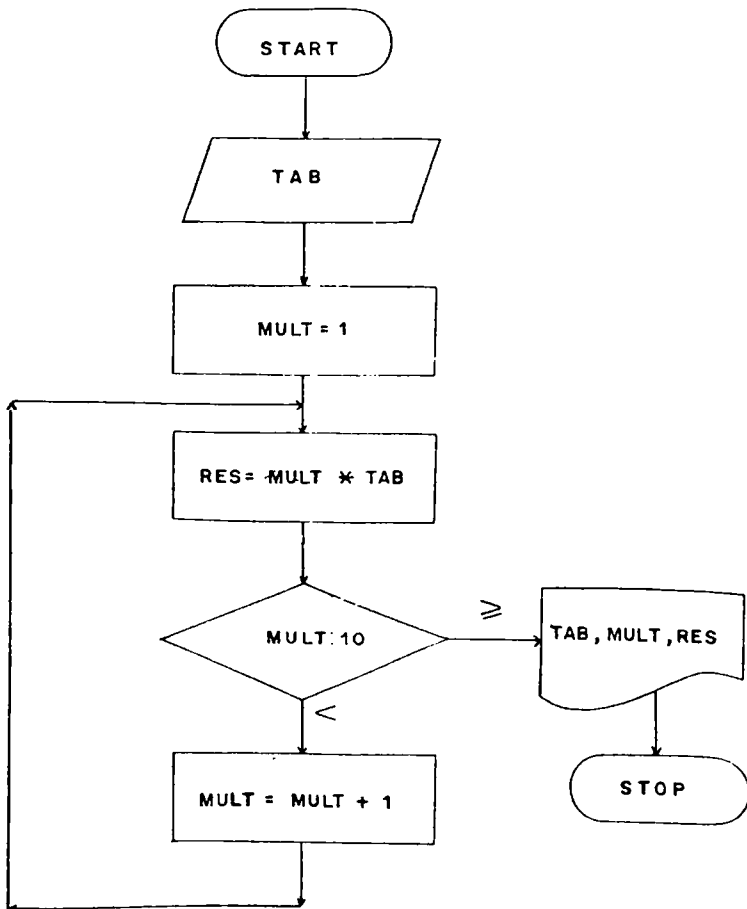 START
TAB
MULT = 1
RES = MULT * TAB
MULT:10
≥
TAB, MULT, RES
<
MULT = MULT + 1
STOP